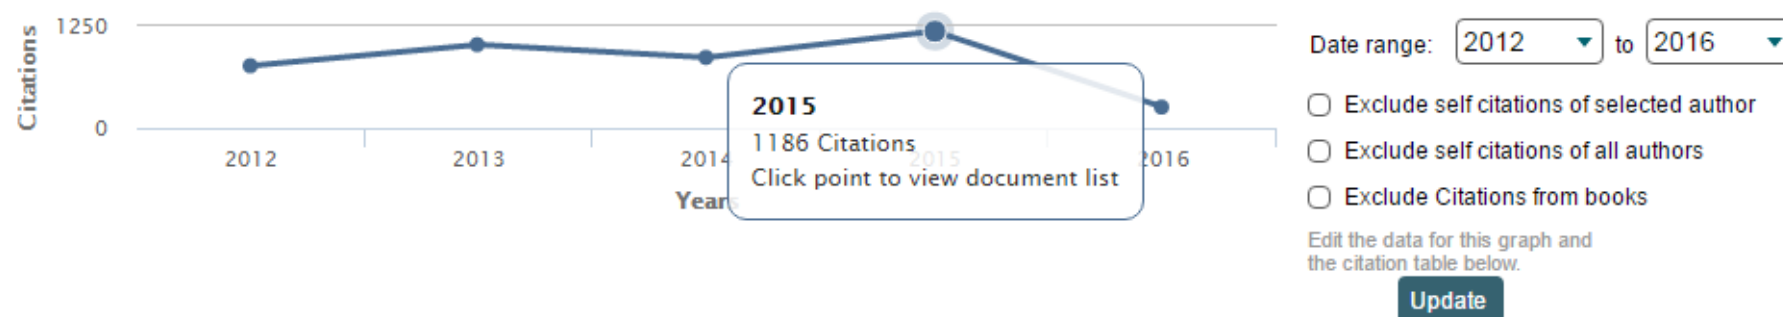 Citations
1250
0
2012
2013
2014
2015
2016
Years
2015
1186 Citations
Click point to view document list
Date range: 2012 to 2016
Exclude self citations of selected author
Exclude self citations of all authors
Exclude Citations from books
Edit the data for this graph and
the citation table below.
Update